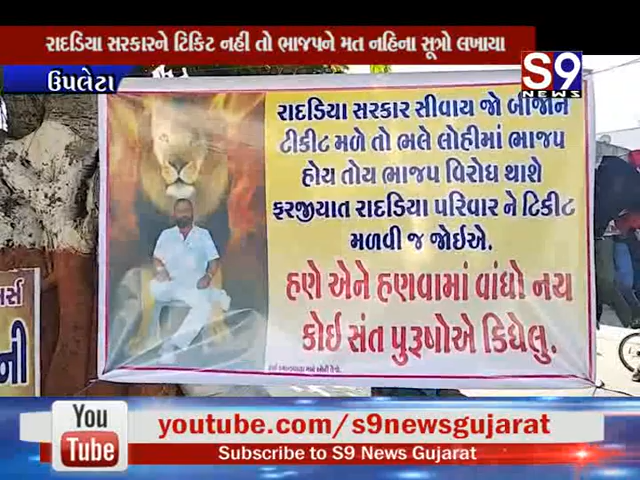 રાદડિયા સરકારને ટિકિટ નહી તો ભાજપને મત નહિના સૂત્રો લખાયા
S9
NEWS
ઉપલેટા
રાદડિયા સરકાર સીવાય જો બીજાને
ટીકીટ મળે તો ભલે લોહીમાં ભાજપ
હોય તોય ભાજપ વિરોધ થાશે
ફરજીયાત રાદડિયા પરિવાર ને ટિકીટ
મળવી જ જોઈએ.
હણે એને હણવામાં વાંધો નય
કોઈ સંત પુરૂષોએ કિધેલુ.
ર્સ
ની
You
Tube
youtube.com/s9newsgujarat
Subscribe to S9 News Gujarat